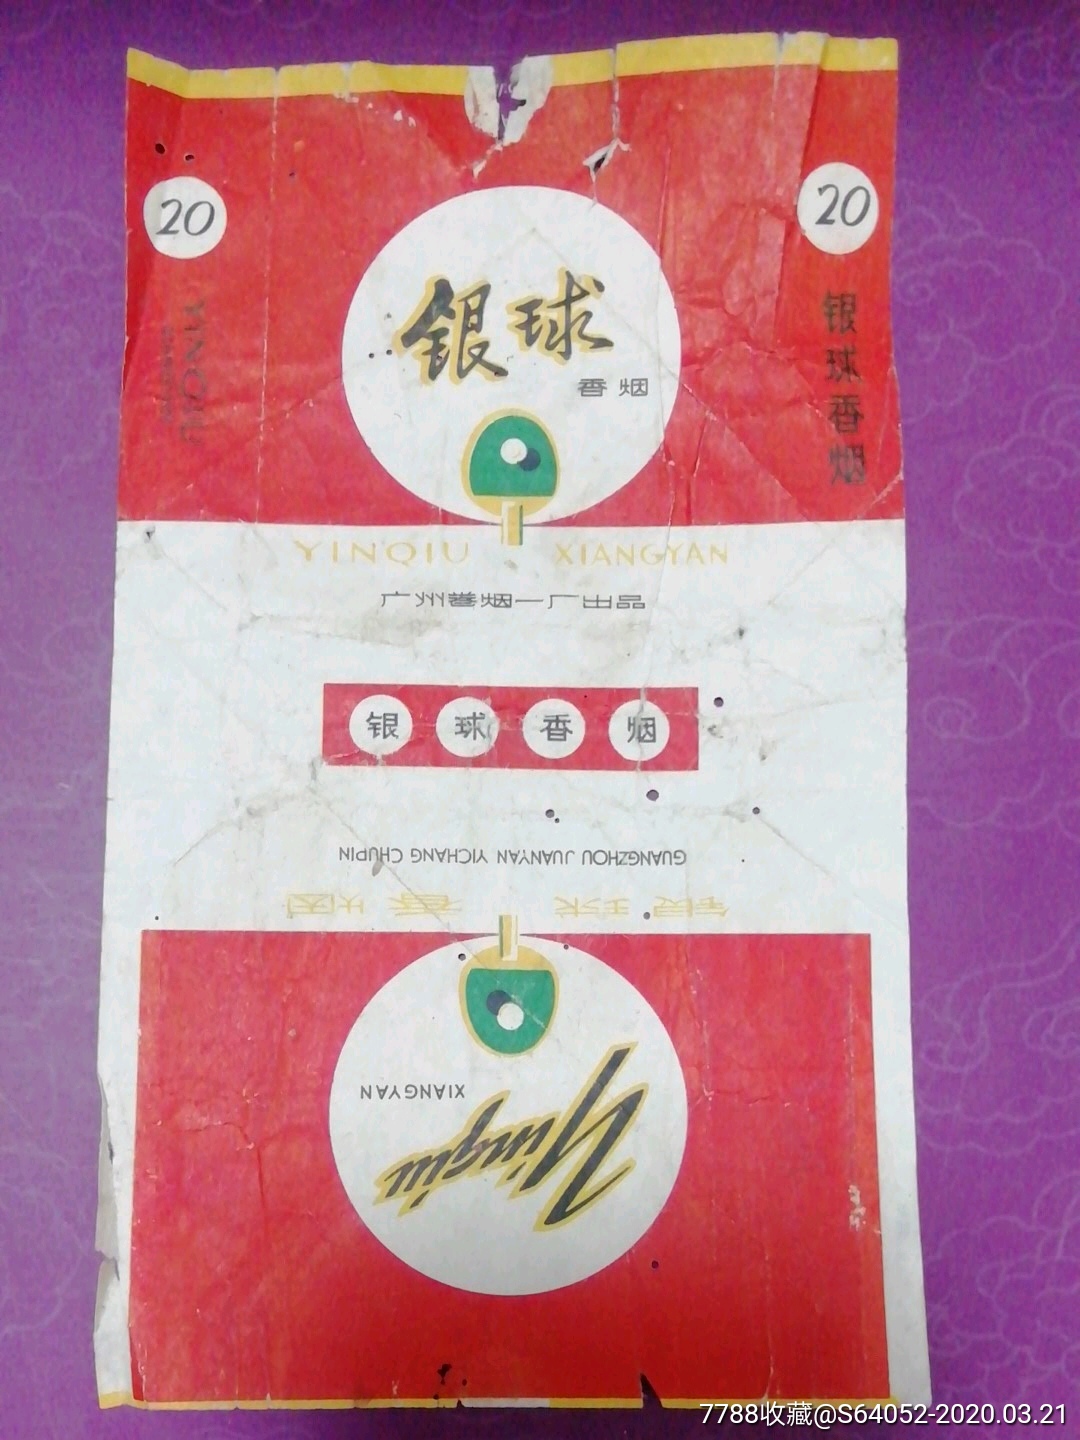 20
20
银球
香烟
银球香烟
YINQIU
YINQIU XIANGYAN
广州卷烟一厂出品
银球香烟
GUANGZHOU JUANYAN YICHANG CHUPIN
银球 香烟
XIANGYAN
Yinqiu
7788收藏@S64052-2020.03.21